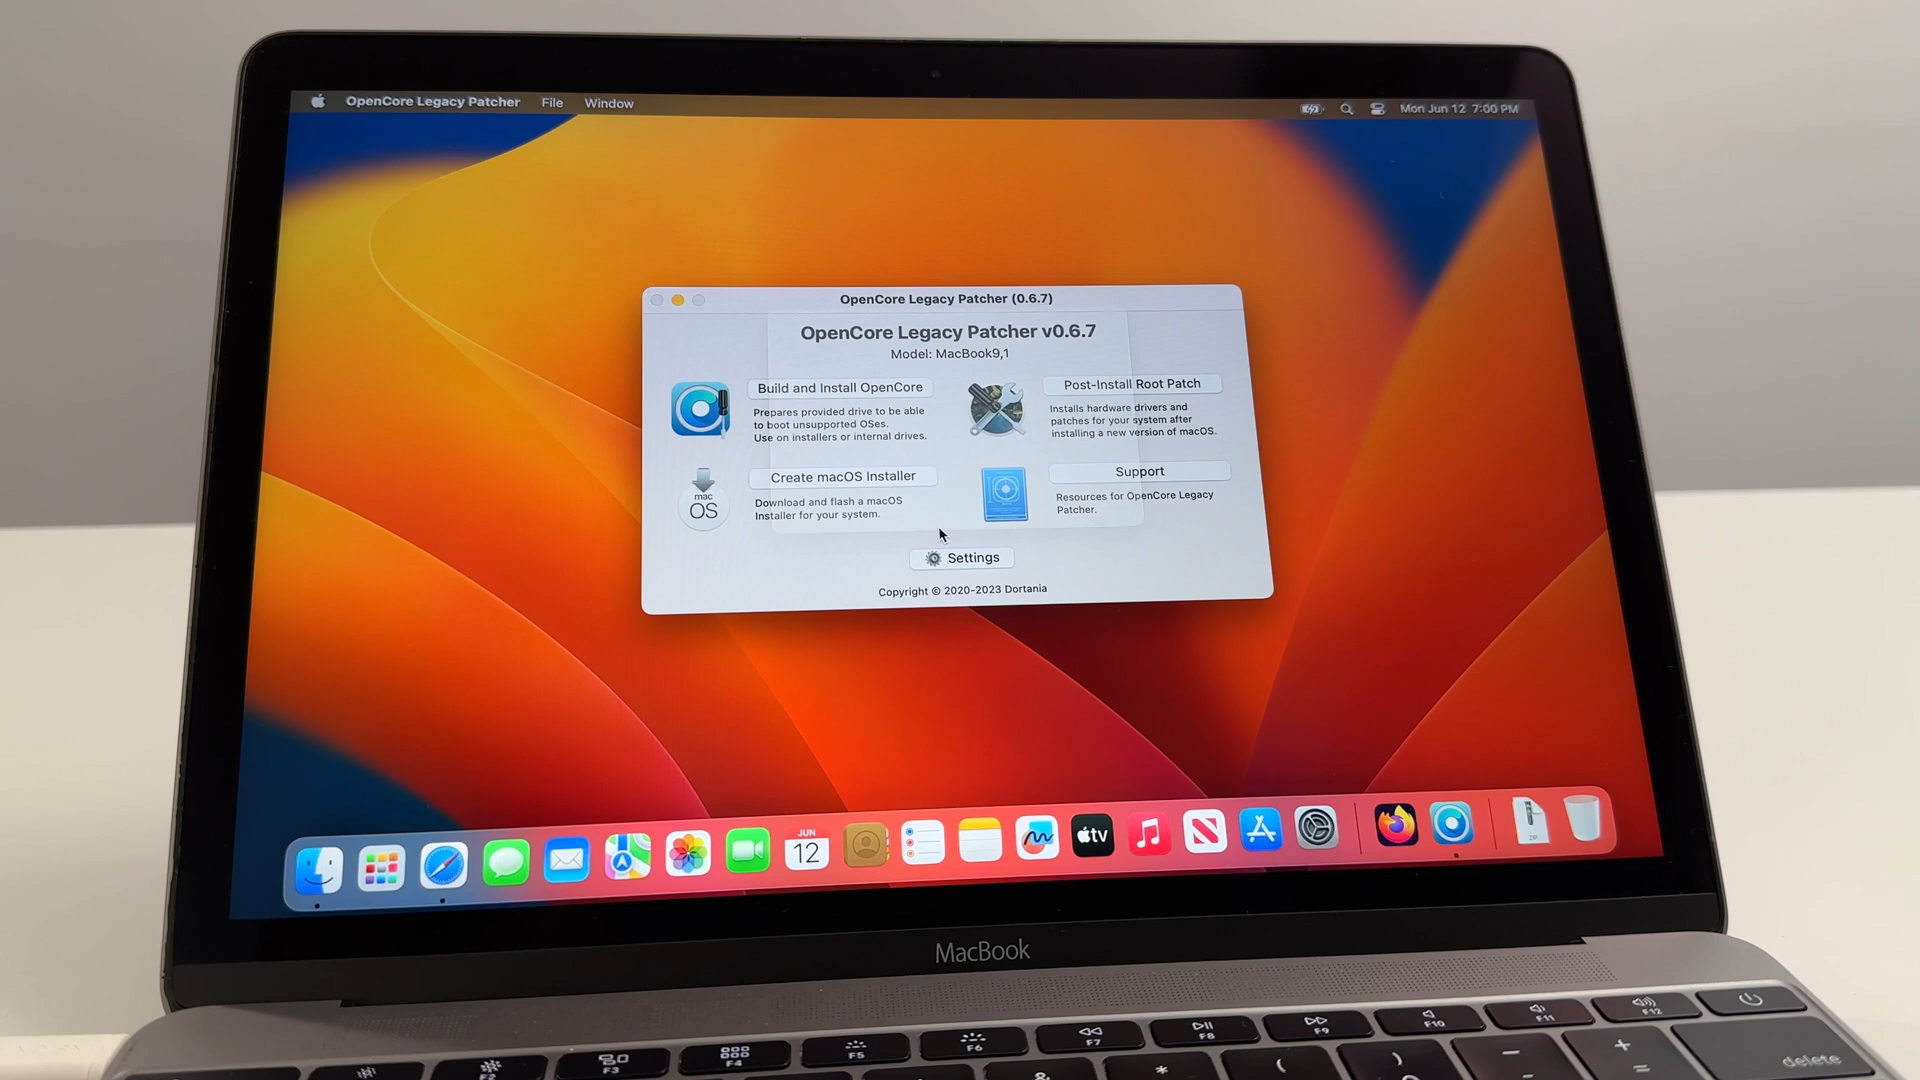 OpenCore Legacy Patcher File Window Mon Jun 12 7:00 PM
OpenCore Legacy Patcher (0.6.7)
OpenCore Legacy Patcher v0.6.7
Model: MacBook9,1
Build and Install OpenCore
Prepares provided drive to be able
to boot unsupported OSes.
Use on installers or internal drives.
Post-Install Root Patch
Installs hardware drivers and
patches for your system after
installing a new version of macOS.
Create macOS Installer
Download and flash a macOS
Installer for your system.
mac
OS
Support
Resources for OpenCore Legacy
Patcher.
Settings
Copyright © 2020-2023 Dortania
JUN
12
tv
ZIP
MacBook
F2
F3
F4
F5
F6
F7
F8
F9
F10
F11
F12
&
*
(
)
–
+
=
delete